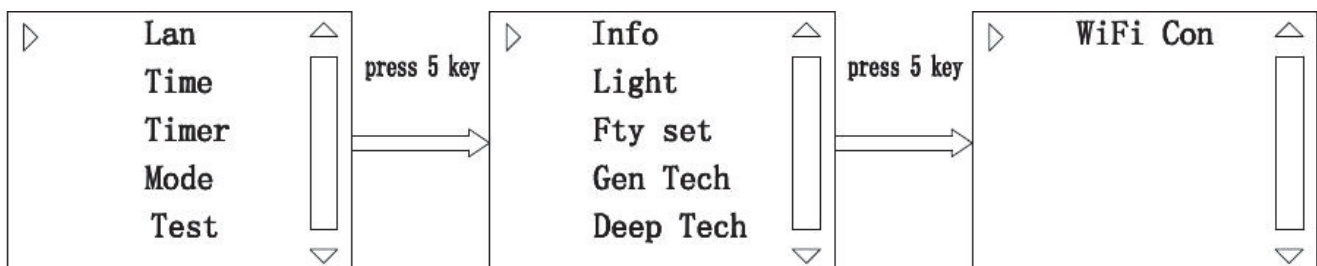 Lan
Time
Timer
Mode
Test
press 5 key
Info
Light
Fty set
Gen Tech
Deep Tech
press 5 key
WiFi Con